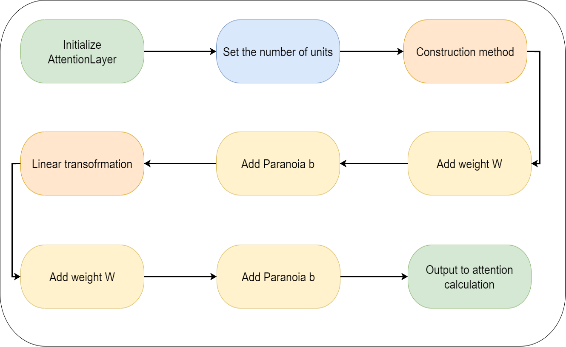 Initialize
AttentionLayer
Set the number of units
Construction method
Linear transofrmation
Add Paranoia b
Add weight W
Add weight W
Add Paranoia b
Output to attention
calculation